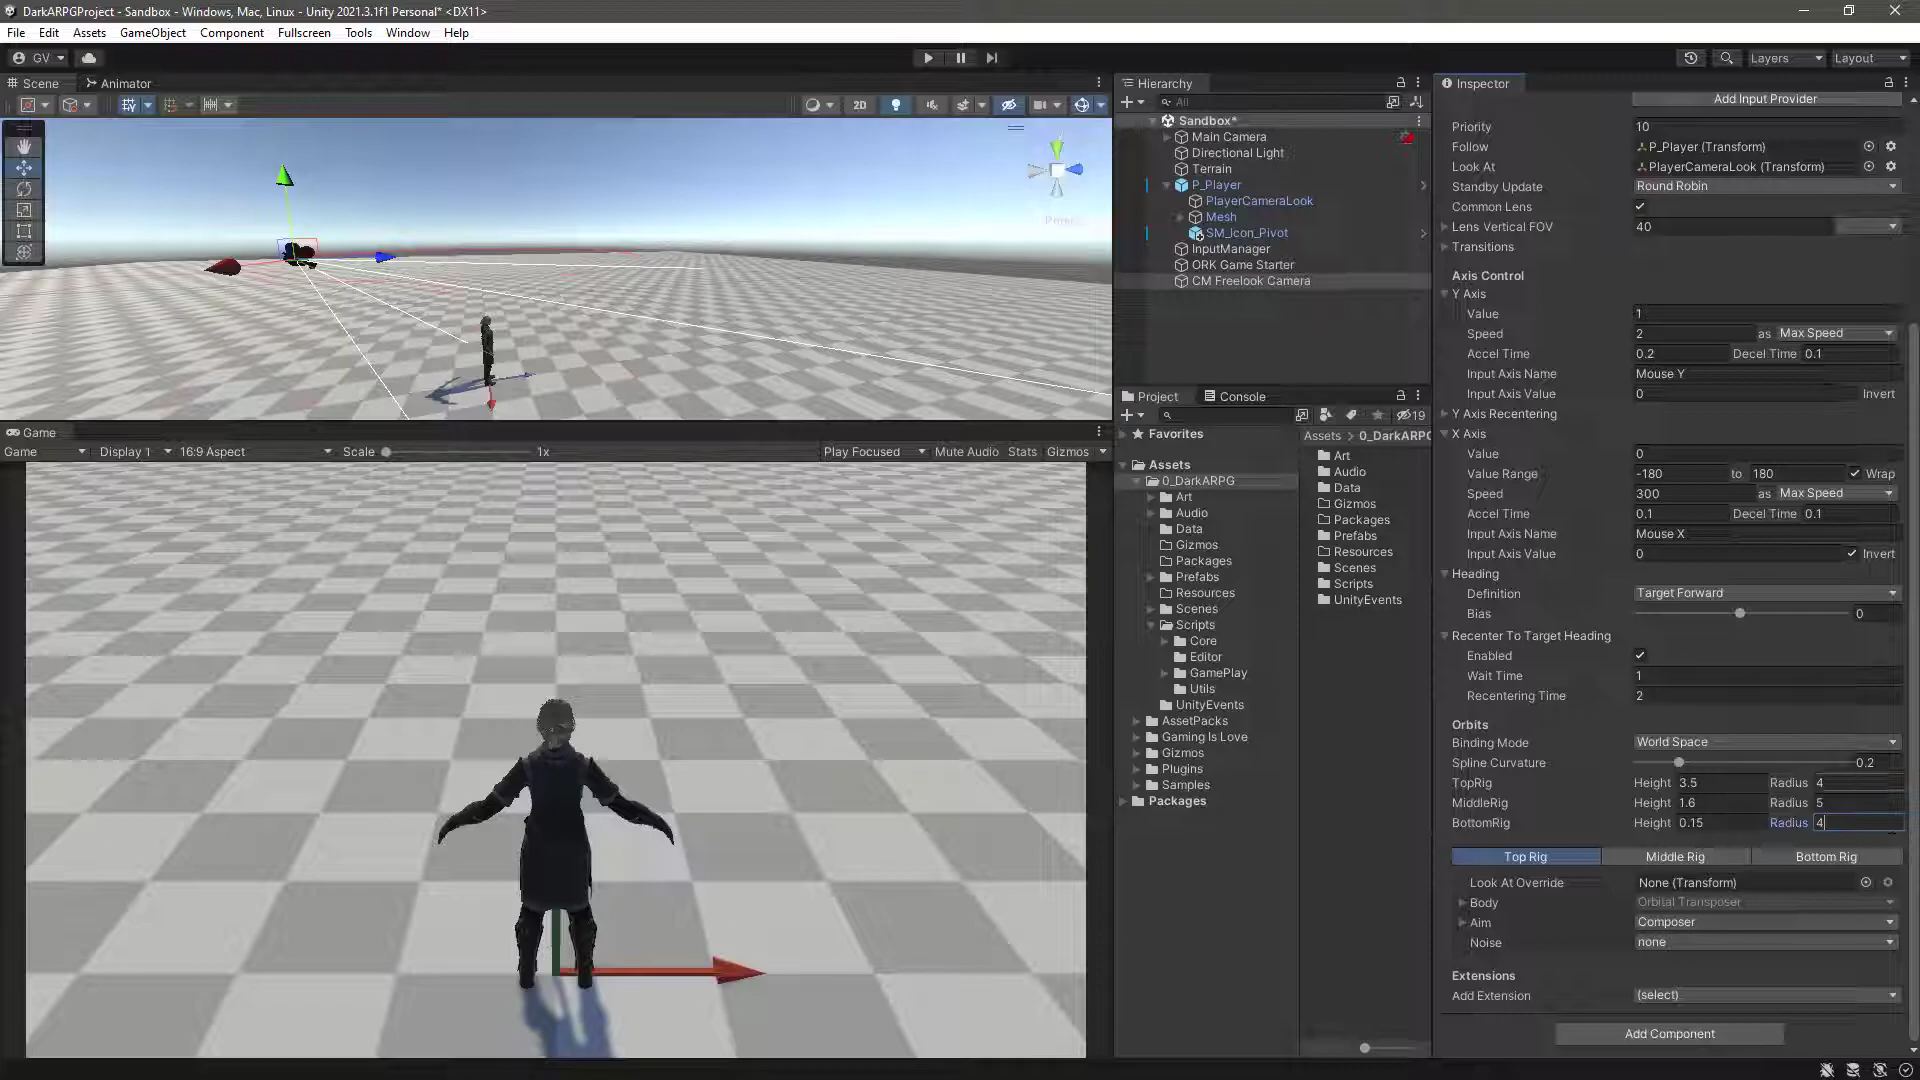 DarkARPGProject - Sandbox - Windows, Mac, Linux - Unity 2021.3.1f1 Personal* <DX11>
File Edit Assets GameObject Component Fullscreen Tools Window Help
GV Layers Layout
Scene Animator
2D
Game
Game Display 1 16:9 Aspect Scale 1x Play Focused Mute Audio Stats Gizmos
Hierarchy
All
Sandbox*
Main Camera
Directional Light
Terrain
P_Player
PlayerCameraLook
Mesh
SM_Icon_Pivot
InputManager
ORK Game Starter
CM Freelook Camera
Project Console
19
Favorites
Assets
0_DarkARPG
Art
Audio
Data
Gizmos
Packages
Prefabs
Resources
Scenes
Scripts
Core
Editor
GamePlay
Utils
UnityEvents
AssetPacks
Gaming Is Love
Gizmos
Plugins
Samples
Packages
Assets > 0_DarkARPG
Art
Audio
Data
Gizmos
Packages
Prefabs
Resources
Scenes
Scripts
UnityEvents
Inspector
Add Input Provider
Priority 10
Follow P_Player (Transform)
Look At PlayerCameraLook (Transform)
Standby Update Round Robin
Common Lens
Lens Vertical FOV 40
Transitions
Axis Control
Y Axis
Value 1
Speed 2 as Max Speed
Accel Time 0.2 Decel Time 0.1
Input Axis Name Mouse Y
Input Axis Value 0 Invert
Y Axis Recentering
X Axis
Value 0
Value Range -180 to 180 Wrap
Speed 300 as Max Speed
Accel Time 0.1 Decel Time 0.1
Input Axis Name Mouse X
Input Axis Value 0 Invert
Heading
Definition Target Forward
Bias 0
Recenter To Target Heading
Enabled
Wait Time 1
Recentering Time 2
Orbits
Binding Mode World Space
Spline Curvature 0.2
TopRig Height 3.5 Radius 4
MiddleRig Height 1.6 Radius 5
BottomRig Height 0.15 Radius 4
Top Rig Middle Rig Bottom Rig
Look At Override None (Transform)
Body Orbital Transposer
Aim Composer
Noise none
Extensions
Add Extension (select)
Add Component